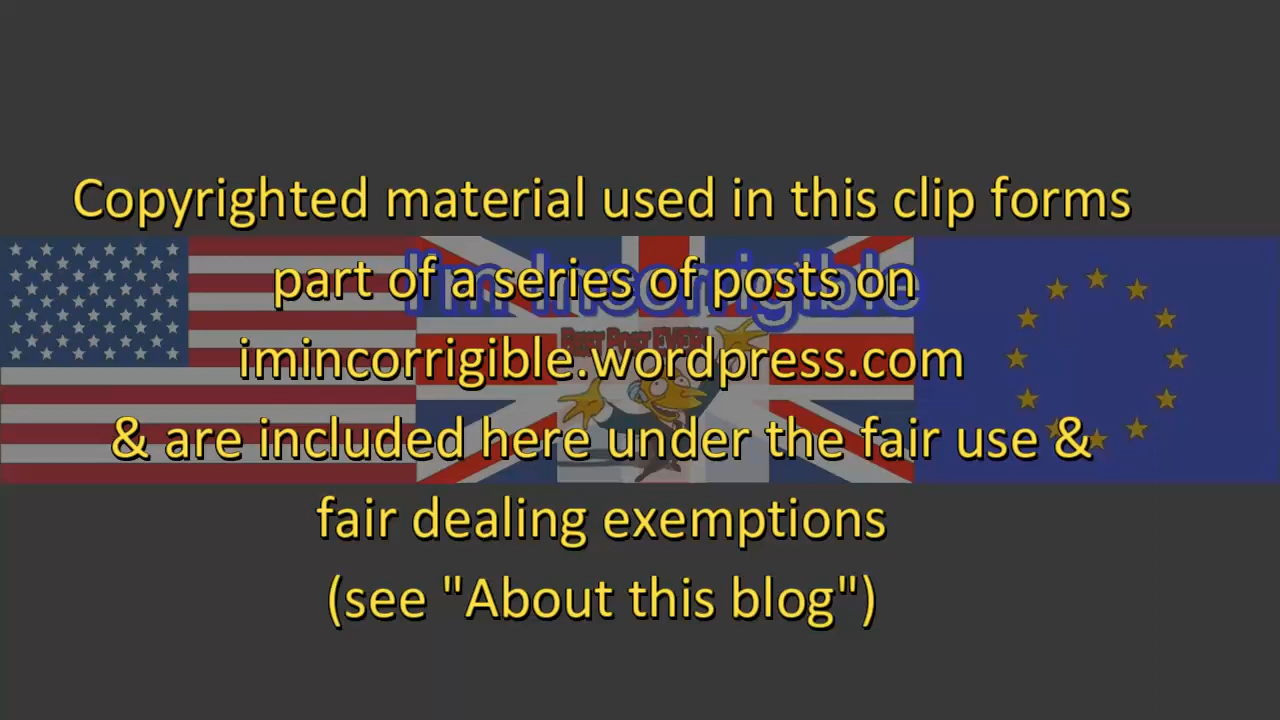 Copyrighted material used in this clip forms
I'm Incorrigible
part of a series of posts on
imincorrigible.wordpress.com
& are included here under the fair use &
fair dealing exemptions
(see "About this blog")